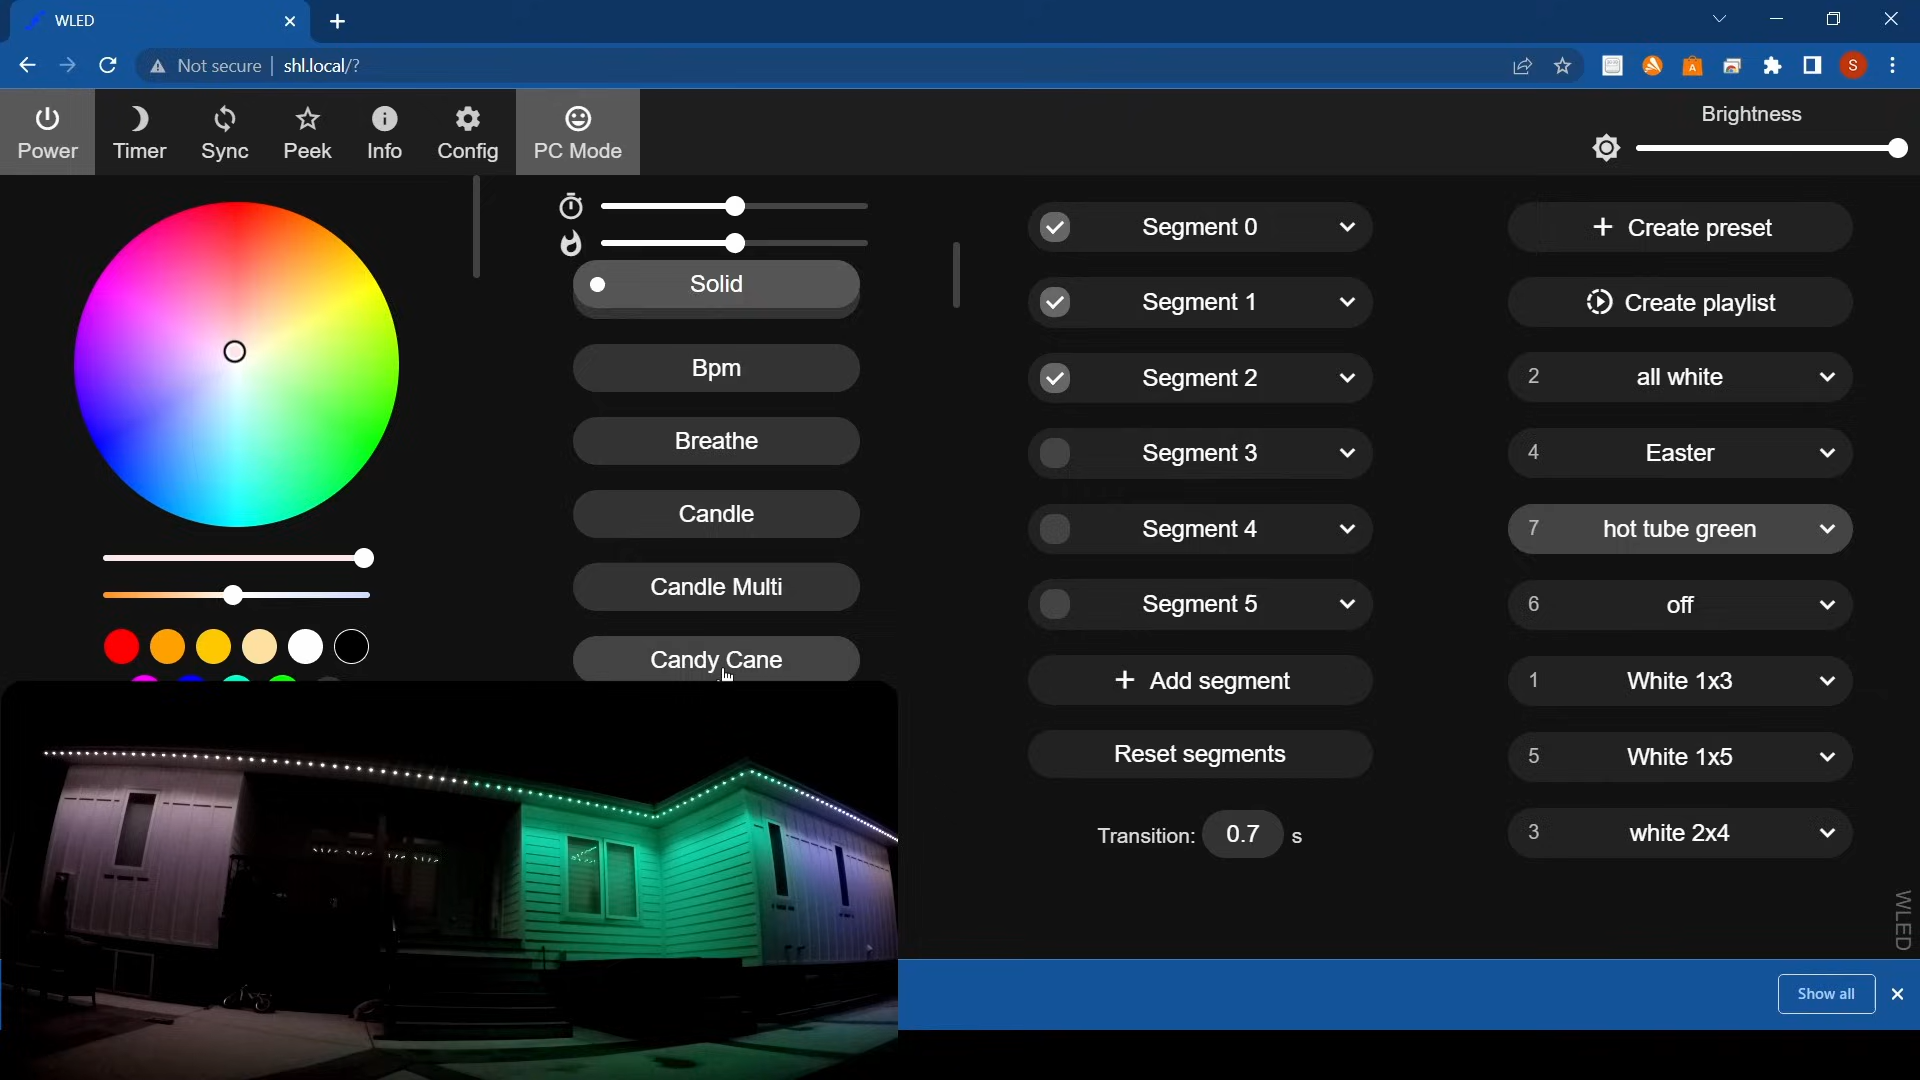 WLED
Not secure
shl.local/?
Power
Timer
Sync
Peek
Info
Config
PC Mode
Brightness
Solid
Bpm
Breathe
Candle
Candle Multi
Candy Cane
Segment 0
Segment 1
Segment 2
Segment 3
Segment 4
Segment 5
Add segment
Reset segments
Transition: 0.7 s
Create preset
Create playlist
2 all white
4 Easter
7 hot tube green
6 off
1 White 1x3
5 White 1x5
3 white 2x4
WLED
Show all
S
A